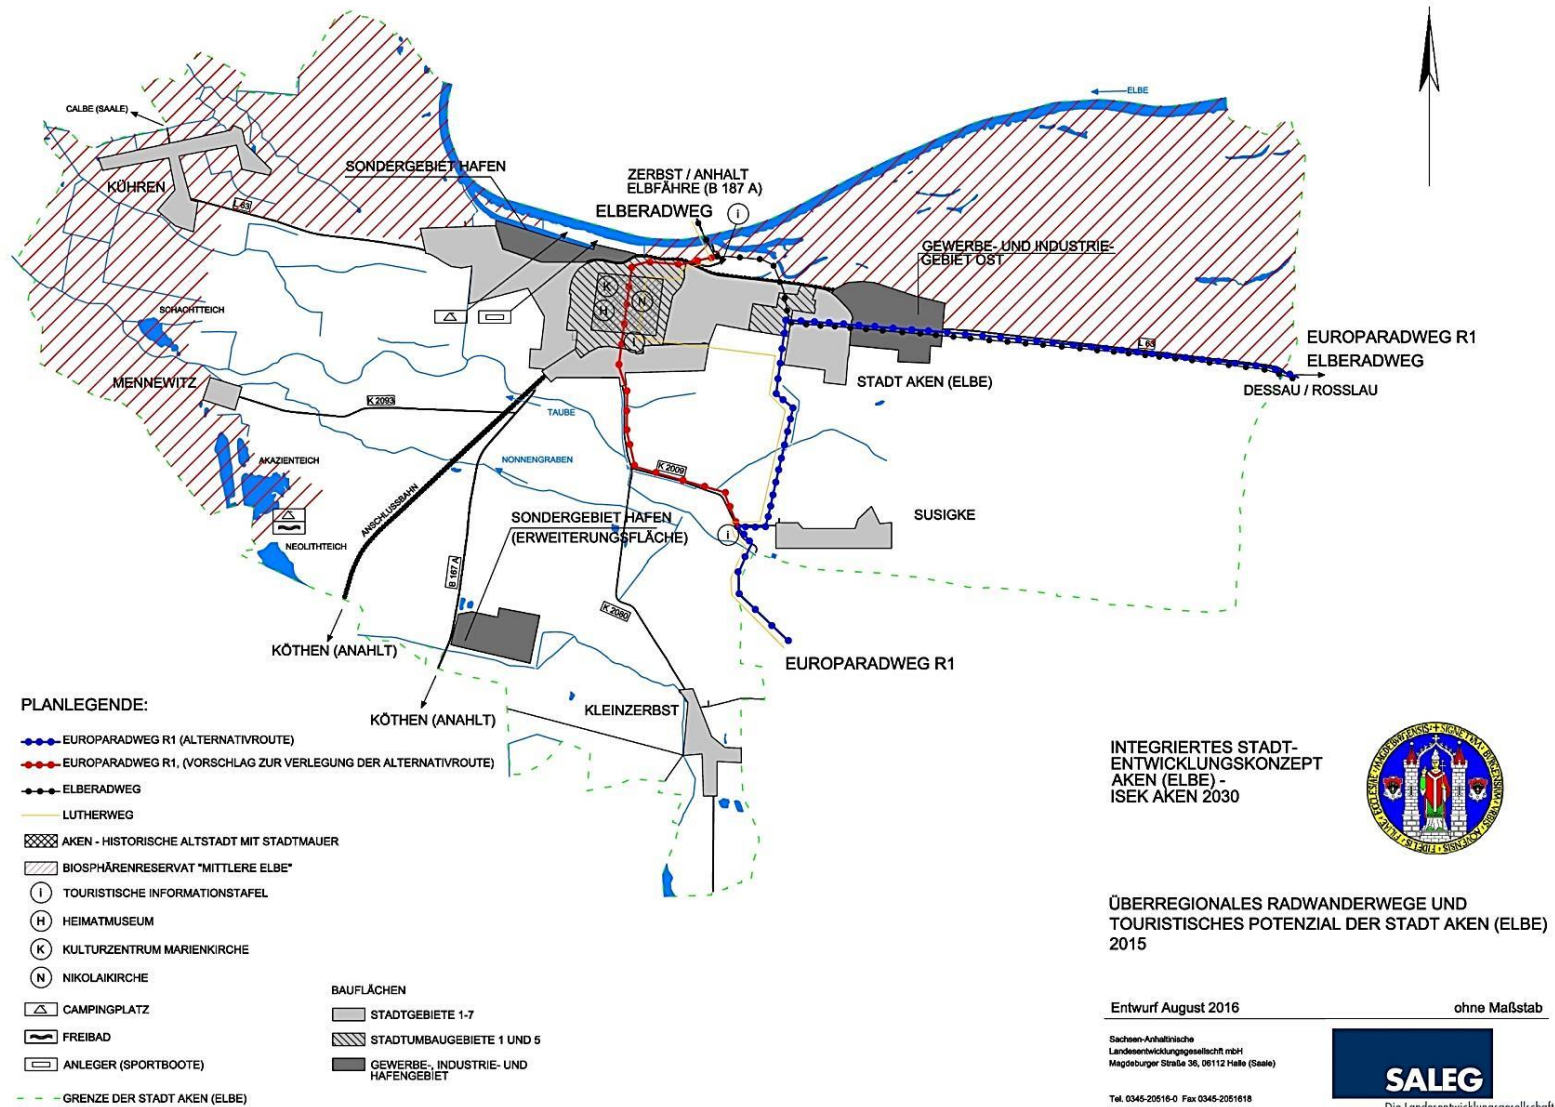 ELBE
CALBE (SAALE)
SONDERGEBIET HAFEN
ZERBST / ANHALT
ELBFÄHRE (B 187 A)
KÜHREN
L 63
ELBERADWEG
i
GEWERBE- UND INDUSTRIE-
GEBIET OST
K
N
H
i
SCHACHTTEICH
L 63
EUROPARADWEG R1
ELBERADWEG
MENNEWITZ
STADT AKEN (ELBE)
DESSAU / ROSSLAU
K 2093
TAUBE
AKAZIENTEICH
NONNENGRABEN
K 2009
ANSCHLUSSBAHN
SONDERGEBIET HAFEN
(ERWEITERUNGSFLÄCHE)
SUSIGKE
i
NEOLITHTEICH
B 187 A
K 2080
KÖTHEN (ANAHLT)
EUROPARADWEG R1
KÖTHEN (ANAHLT)
KLEINZERBST
PLANLEGENDE:
EUROPARADWEG R1 (ALTERNATIVROUTE)
EUROPARADWEG R1, (VORSCHLAG ZUR VERLEGUNG DER ALTERNATIVROUTE)
ELBERADWEG
LUTHERWEG
AKEN - HISTORISCHE ALTSTADT MIT STADTMAUER
BIOSPHÄRENRESERVAT "MITTLERE ELBE"
i TOURISTISCHE INFORMATIONSTAFEL
H HEIMATMUSEUM
K KULTURZENTRUM MARIENKIRCHE
N NIKOLAIKIRCHE
CAMPINGPLATZ
FREIBAD
ANLEGER (SPORTBOOTE)
GRENZE DER STADT AKEN (ELBE)
BAUFLÄCHEN
STADTGEBIETE 1-7
STADTUMBAUGEBIETE 1 UND 5
GEWERBE-, INDUSTRIE- UND
HAFENGEBIET
INTEGRIERTES STADT-
ENTWICKLUNGSKONZEPT
AKEN (ELBE) -
ISEK AKEN 2030
ÜBERREGIONALES RADWANDERWEGE UND
TOURISTISCHES POTENZIAL DER STADT AKEN (ELBE)
2015
Entwurf August 2016 ohne Maßstab
Sachsen-Anhaltinische
Landesentwicklungsgesellschft mbH
Magdeburger Straße 36, 06112 Halle (Saale)
Tel. 0345-20516-0 Fax 0345-2051618
SALEG
Die Landesentwicklungsgesellschaft